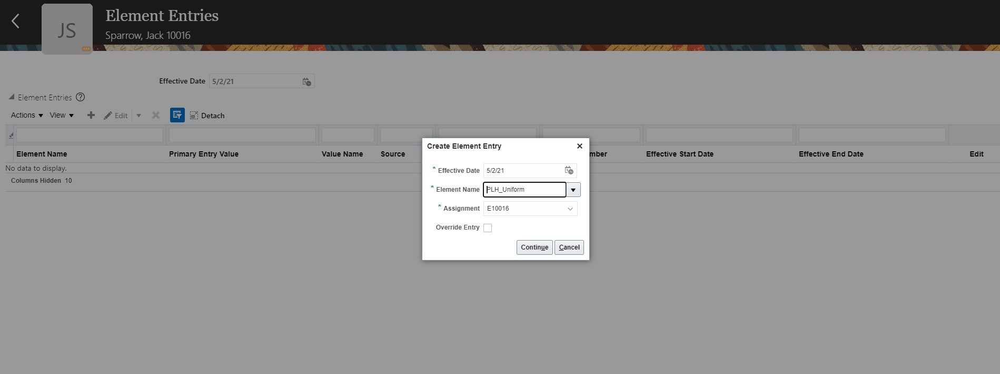 JS
Element Entries
Sparrow, Jack 10016
Effective Date 5/2/21
Element Entries ?
Actions View Edit Detach
Element Name Primary Entry Value Value Name Source mber Effective Start Date Effective End Date Edit
No data to display.
Columns Hidden 10
Create Element Entry
* Effective Date 5/2/21
* Element Name PLH_Uniform
* Assignment E10016
Override Entry
Continue Cancel